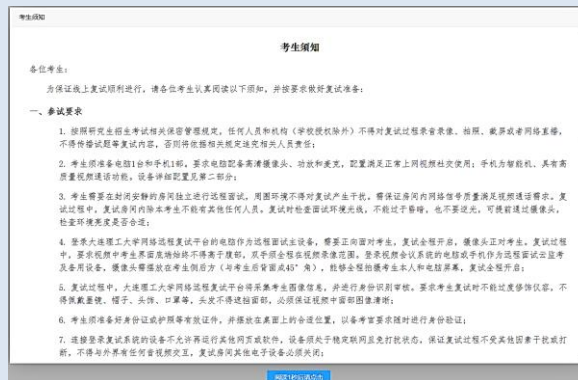 考生须知
考生须知
各位考生：
为保证线上复试顺利进行，请各位考生认真阅读以下须知，并按要求做好复试准备：
一、参试要求
1. 按照研究生招生考试相关保密管理规定，任何人员和机构（学校授权除外）不得对复试过程录音录像、拍照、截屏或者网络直播，
不得传播试题等复试内容，否则将依据相关规定追究相关人员责任；
2. 考生须准备电脑1台和手机1部。要求电脑配备高清摄像头、功放和麦克，配置满足正常上网视频社交使用；手机为智能机、具有高
质量视频通话功能，设备详细配置见第二部分；
3. 考生需要在封闭安静的房间独立进行远程面试，周围环境不得对复试产生干扰，需保证房间内网络信号质量满足视频通话需求。复
试过程中，复试房间内除本考生不能有其他任何人员。复试时检查面试环境光线，不能过于昏暗，也不要逆光，可提前通过摄像头，
检查环境亮度是否合适；
4. 登录大连理工大学网络远程复试平台的电脑作为远程面试主设备，需要正向面对考生，复试全程开启，摄像头正对考生。复试过程
中，要求视频中考生界面底端始终不得高于腰部，双手须全程在视频录像范围。登录视频会议系统的电脑或手机作为远程面试云监考
及备用设备，摄像头需摆放在考生侧后方（与考生后背面成45°角），能够全程拍摄考生本人和电脑屏幕，复试全程开启；
5. 复试过程中，大连理工大学网络远程复试平台将采集考生图像信息，并进行身份识别审核。要求考生复试时不能过度修饰仪容，不
得佩戴墨镜、帽子、头饰、口罩等，头发不得遮挡面部，必须保证视频中面部图像清晰；
6. 考生须准备好身份证或护照等有效证件，并摆放在桌面上的合适位置，以备考官要求随时进行身份验证；
7. 连接登录复试系统的设备不允许再运行其他网页或软件，设备须处于稳定联网且免打扰状态，保证复试过程不受其他因素干扰或打
断，不得与外界有任何音视频交互，复试房间其他电子设备必须关闭；